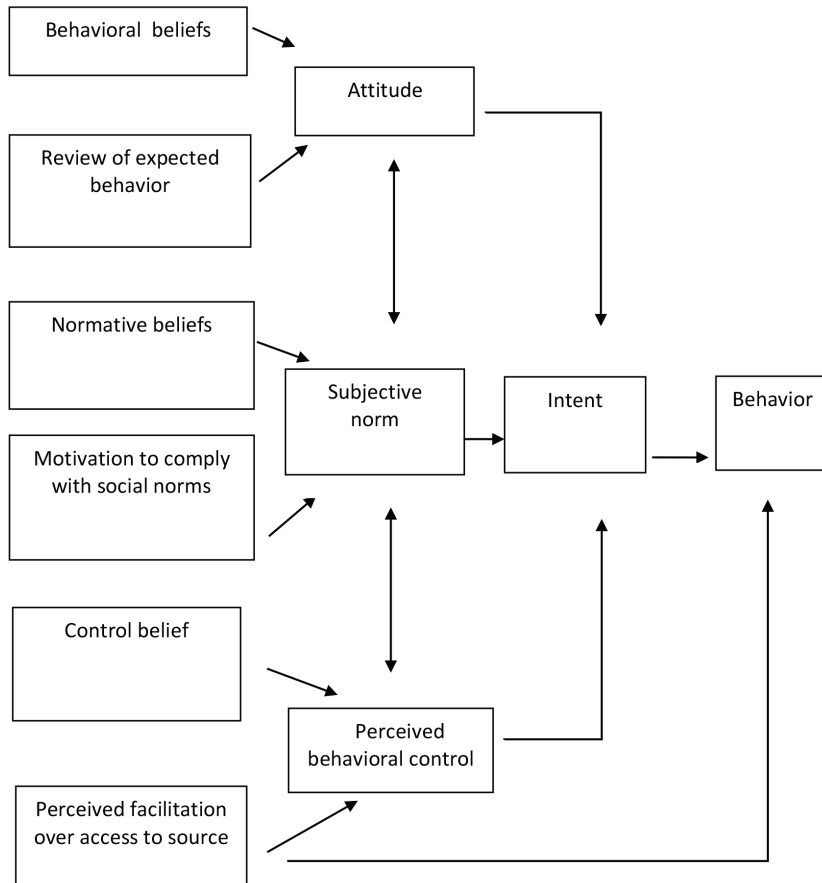 Behavioral beliefs
Attitude
Review of expected
behavior
Normative beliefs
Subjective
norm
Intent
Behavior
Motivation to comply
with social norms
Control belief
Perceived
behavioral control
Perceived facilitation
over access to source